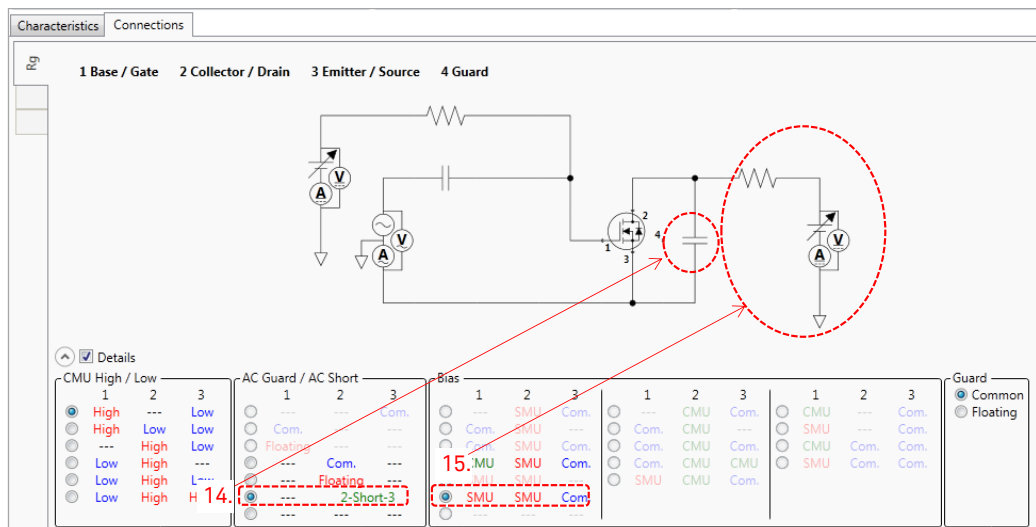 Characteristics Connections
Rg
1 Base / Gate 2 Collector / Drain 3 Emitter / Source 4 Guard
V
A
V
A
2
1
3
4
V
A
Details
CMU High / Low
1 2 3
High --- Low
High Low Low
--- High Low
Low High ---
Low High
Low High
AC Guard / AC Short
1 2 3
--- --- Com.
Com. --- ---
Floating --- ---
--- Com. ---
--- Floating ---
14. --- 2-Short-3
--- --- ---
Bias
1 2 3
--- SMU Com.
Com. SMU Com.
Com. SMU Com.
15. CMU SMU Com.
SMU SMU Com.
--- --- ---
1 2 3
--- CMU Com.
Com. CMU Com.
Com. CMU Com.
Com. CMU CMU
SMU CMU Com.
--- --- ---
1 2 3
CMU --- Com.
SMU --- Com.
CMU Com. Com.
SMU Com. Com.
--- --- ---
--- --- ---
Guard
Common
Floating